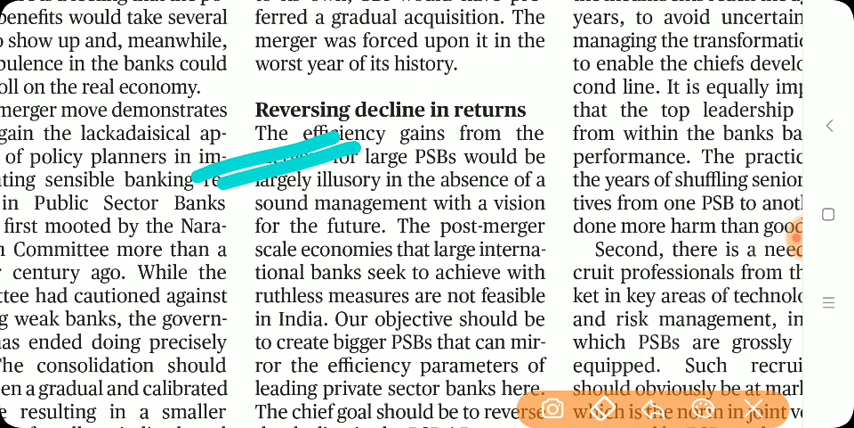 benefits would take several
show up and, meanwhile,
bulence in the banks could
oll on the real economy.
merger move demonstrates
gain the lackadaisical ap-
of policy planners in im-
ting sensible banking
in Public Sector Banks
first mooted by the Nara-
Committee more than a
century ago. While the
ttee had cautioned against
g weak banks, the govern-
as ended doing precisely
he consolidation should
en a gradual and calibrated
resulting in a smaller
ferred a gradual acquisition. The
merger was forced upon it in the
worst year of its history.
Reversing decline in returns
The efficiency gains from the
for large PSBs would be
largely illusory in the absence of a
sound management with a vision
for the future. The post-merger
scale economies that large interna-
tional banks seek to achieve with
ruthless measures are not feasible
in India. Our objective should be
to create bigger PSBs that can mir-
ror the efficiency parameters of
leading private sector banks here.
The chief goal should be to reverse
years, to avoid uncertain
managing the transformatio
to enable the chiefs develo
cond line. It is equally imp
that the top leadership
from within the banks ba
performance. The practic
the years of shuffling senior
tives from one PSB to anot
done more harm than good
Second, there is a need
cruit professionals from th
ket in key areas of technolo
and risk management, in
which PSBs are grossly
equipped. Such recrui
should obviously be at mark
which is the norm in joint v